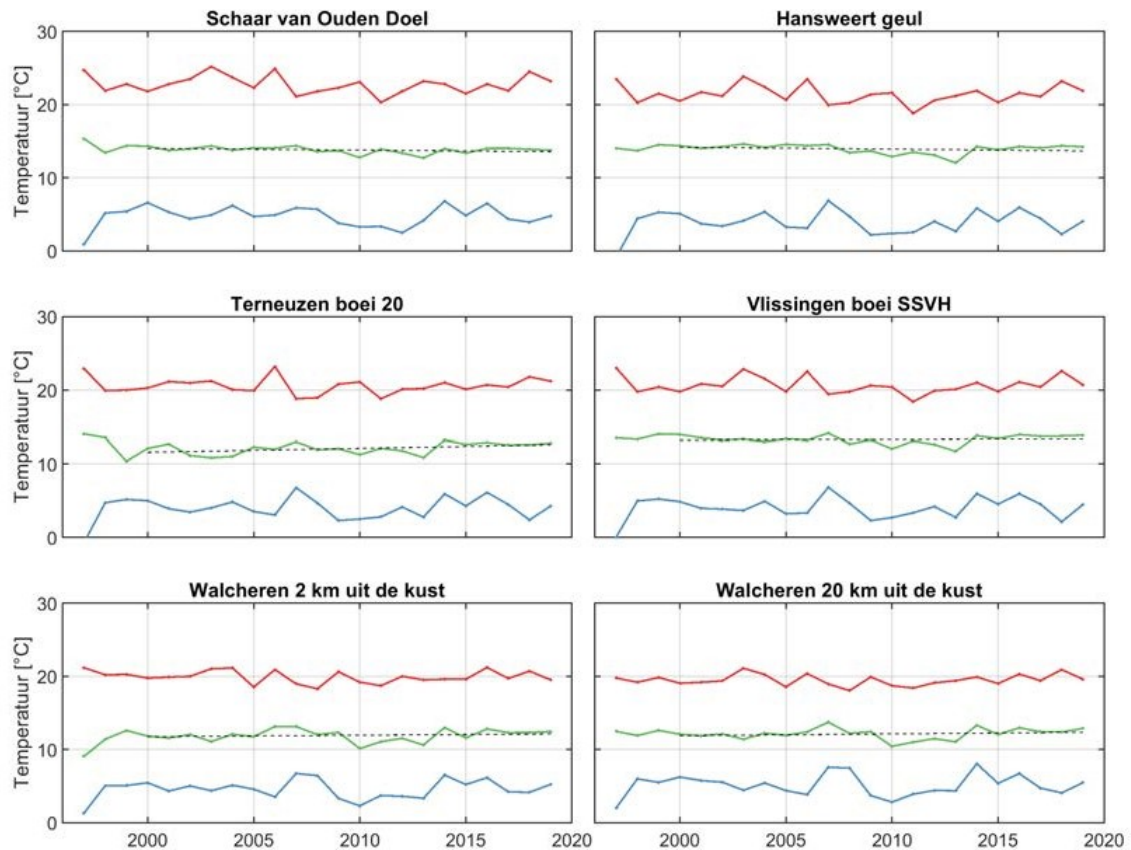 Schaar van Ouden Doel
Hansweert geul
30
20
10
0
Temperatuur [°C]
Terneuzen boei 20
Vlissingen boei SSVH
30
20
10
0
Temperatuur [°C]
Walcheren 2 km uit de kust
Walcheren 20 km uit de kust
30
20
10
0
Temperatuur [°C]
2000 2005 2010 2015 2020 2000 2005 2010 2015 2020